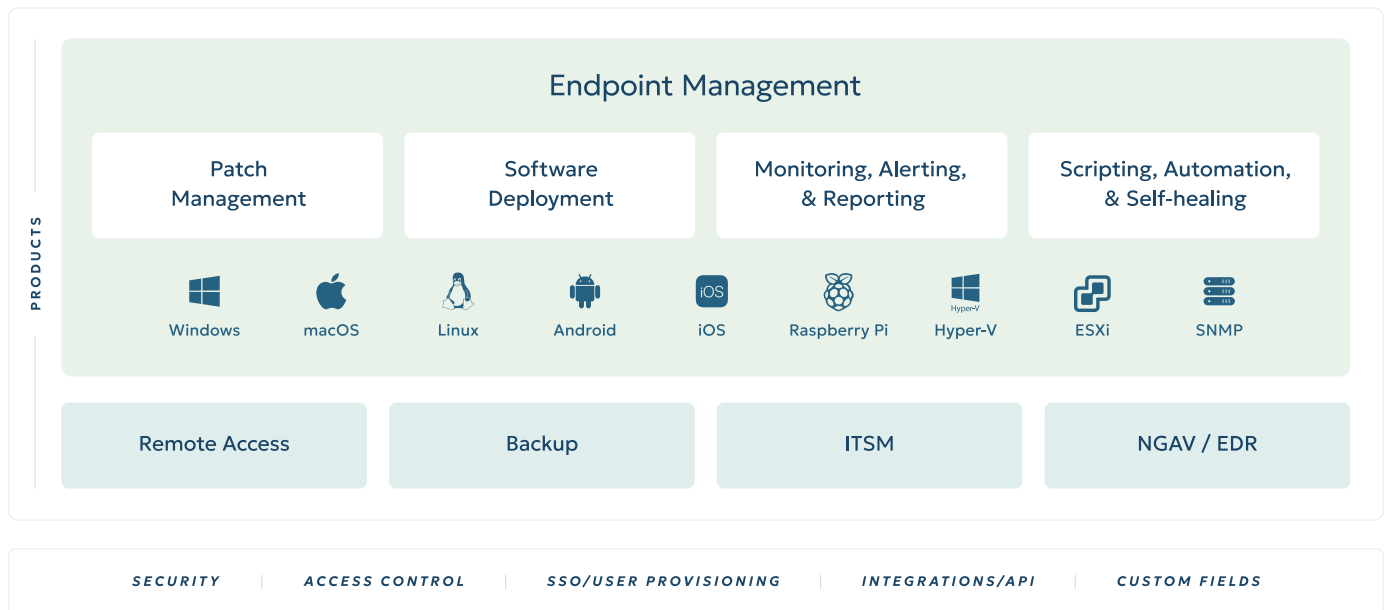 PRODUCTS
Endpoint Management
Patch
Management
Software
Deployment
Monitoring, Alerting,
& Reporting
Scripting, Automation,
& Self-healing
iOS
Hyper-V
Windows
macOS
Linux
Android
iOS
Raspberry Pi
Hyper-V
ESXi
SNMP
Remote Access
Backup
ITSM
NGAV / EDR
SECURITY
ACCESS CONTROL
SSO/USER PROVISIONING
INTEGRATIONS/API
CUSTOM FIELDS